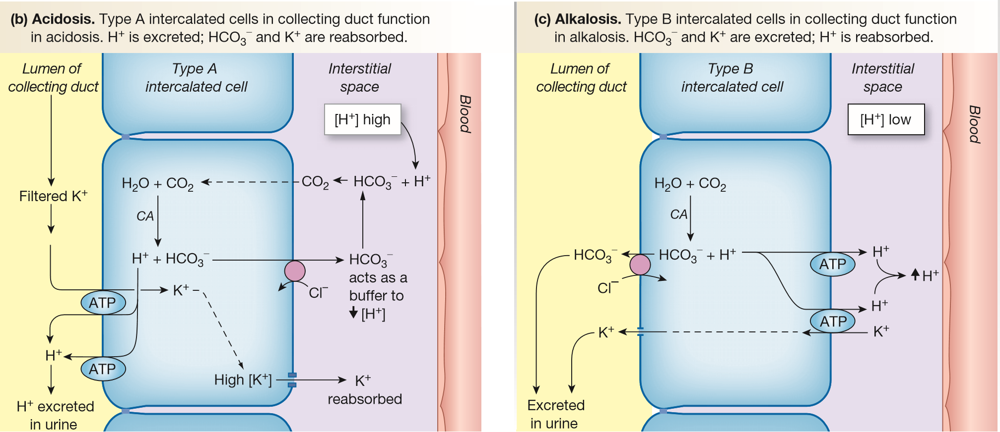 (b) Acidosis. Type A intercalated cells in collecting duct function
in acidosis. H⁺ is excreted; HCO₃⁻ and K⁺ are reabsorbed.
Lumen of
collecting duct
Type A
intercalated cell
Interstitial
space
Blood
[H⁺] high
H₂O + CO₂
CO₂
HCO₃⁻ + H⁺
Filtered K⁺
CA
H⁺ + HCO₃⁻
HCO₃⁻
acts as a
buffer to
[H⁺]
K⁺
Cl⁻
ATP
H⁺
ATP
High [K⁺]
K⁺
reabsorbed
H⁺ excreted
in urine
(c) Alkalosis. Type B intercalated cells in collecting duct function
in alkalosis. HCO₃⁻ and K⁺ are excreted; H⁺ is reabsorbed.
Lumen of
collecting duct
Type B
intercalated cell
Interstitial
space
Blood
[H⁺] low
H₂O + CO₂
CA
HCO₃⁻
HCO₃⁻ + H⁺
H⁺
ATP
Cl⁻
H⁺
H⁺
ATP
K⁺
K⁺
Excreted
in urine